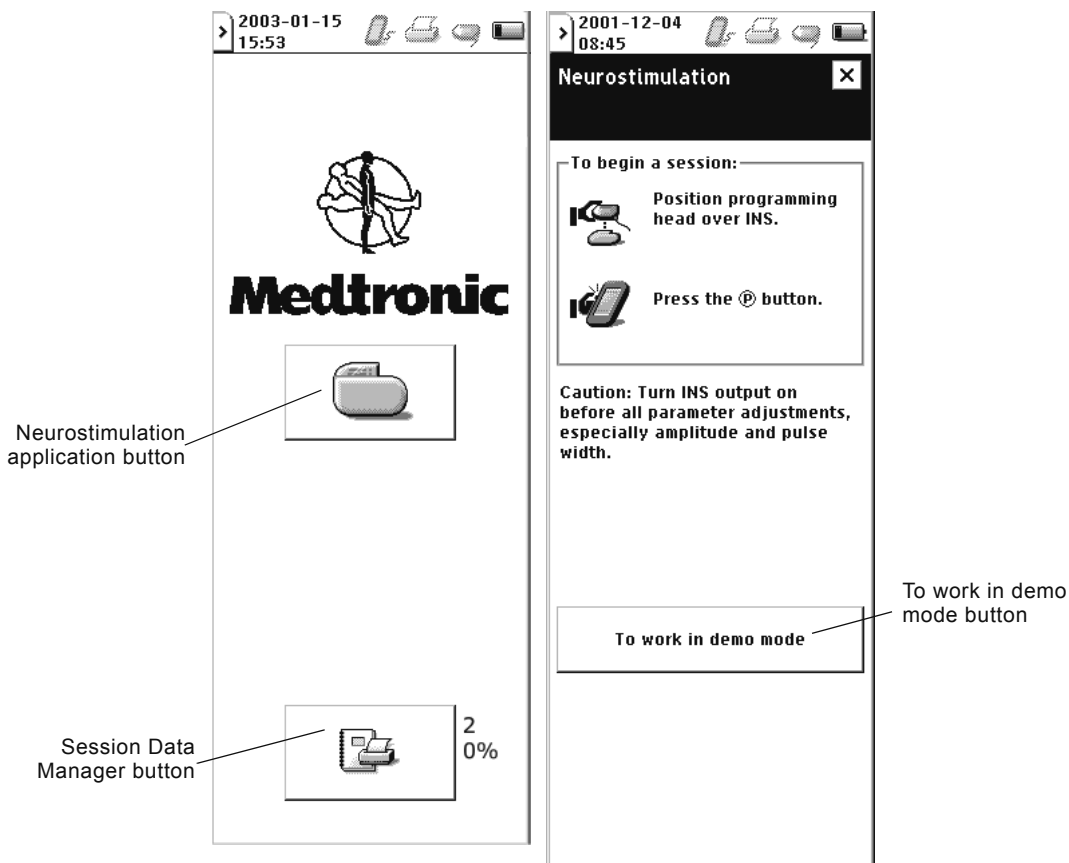 2003-01-15
15:53
Medtronic
Neurostimulation
application button
2
0%
Session Data
Manager button
2001-12-04
08:45
Neurostimulation
To begin a session:
Position programming
head over INS.
Press the Ⓟ button.
Caution: Turn INS output on
before all parameter adjustments,
especially amplitude and pulse
width.
To work in demo mode
To work in demo
mode button